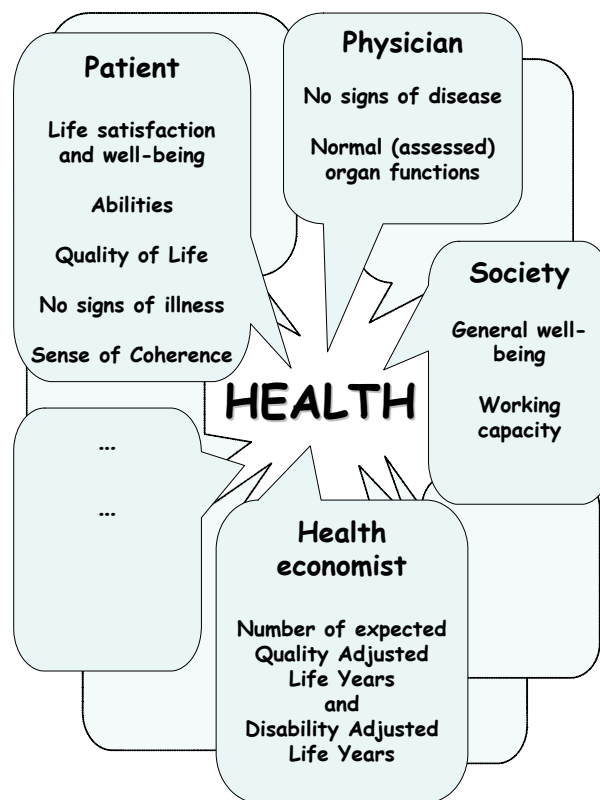 Patient
Life satisfaction
and well-being
Abilities
Quality of Life
No signs of illness
Sense of Coherence
Physician
No signs of disease
Normal (assessed)
organ functions
Society
General well-
being
Working
capacity
HEALTH
...
...
Health
economist
Number of expected
Quality Adjusted
Life Years
and
Disability Adjusted
Life Years